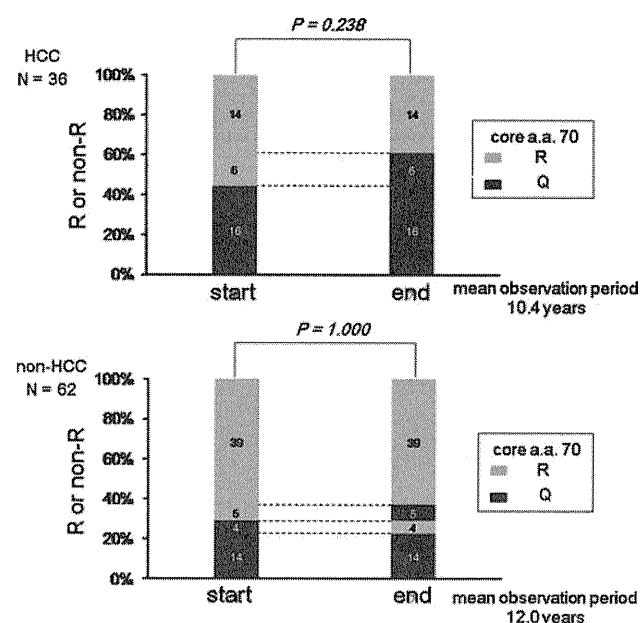 P = 0.238
HCC
N = 36
R or non-R
100%
80%
60%
40%
20%
0%
14
6
16
14
6
16
start
end
core a.a. 70
R
Q
mean observation period
10.4 years
P = 1.000
non-HCC
N = 62
R or non-R
100%
80%
60%
40%
20%
0%
39
5
4
14
39
5
4
14
start
end
core a.a. 70
R
Q
mean observation period
12.0 years